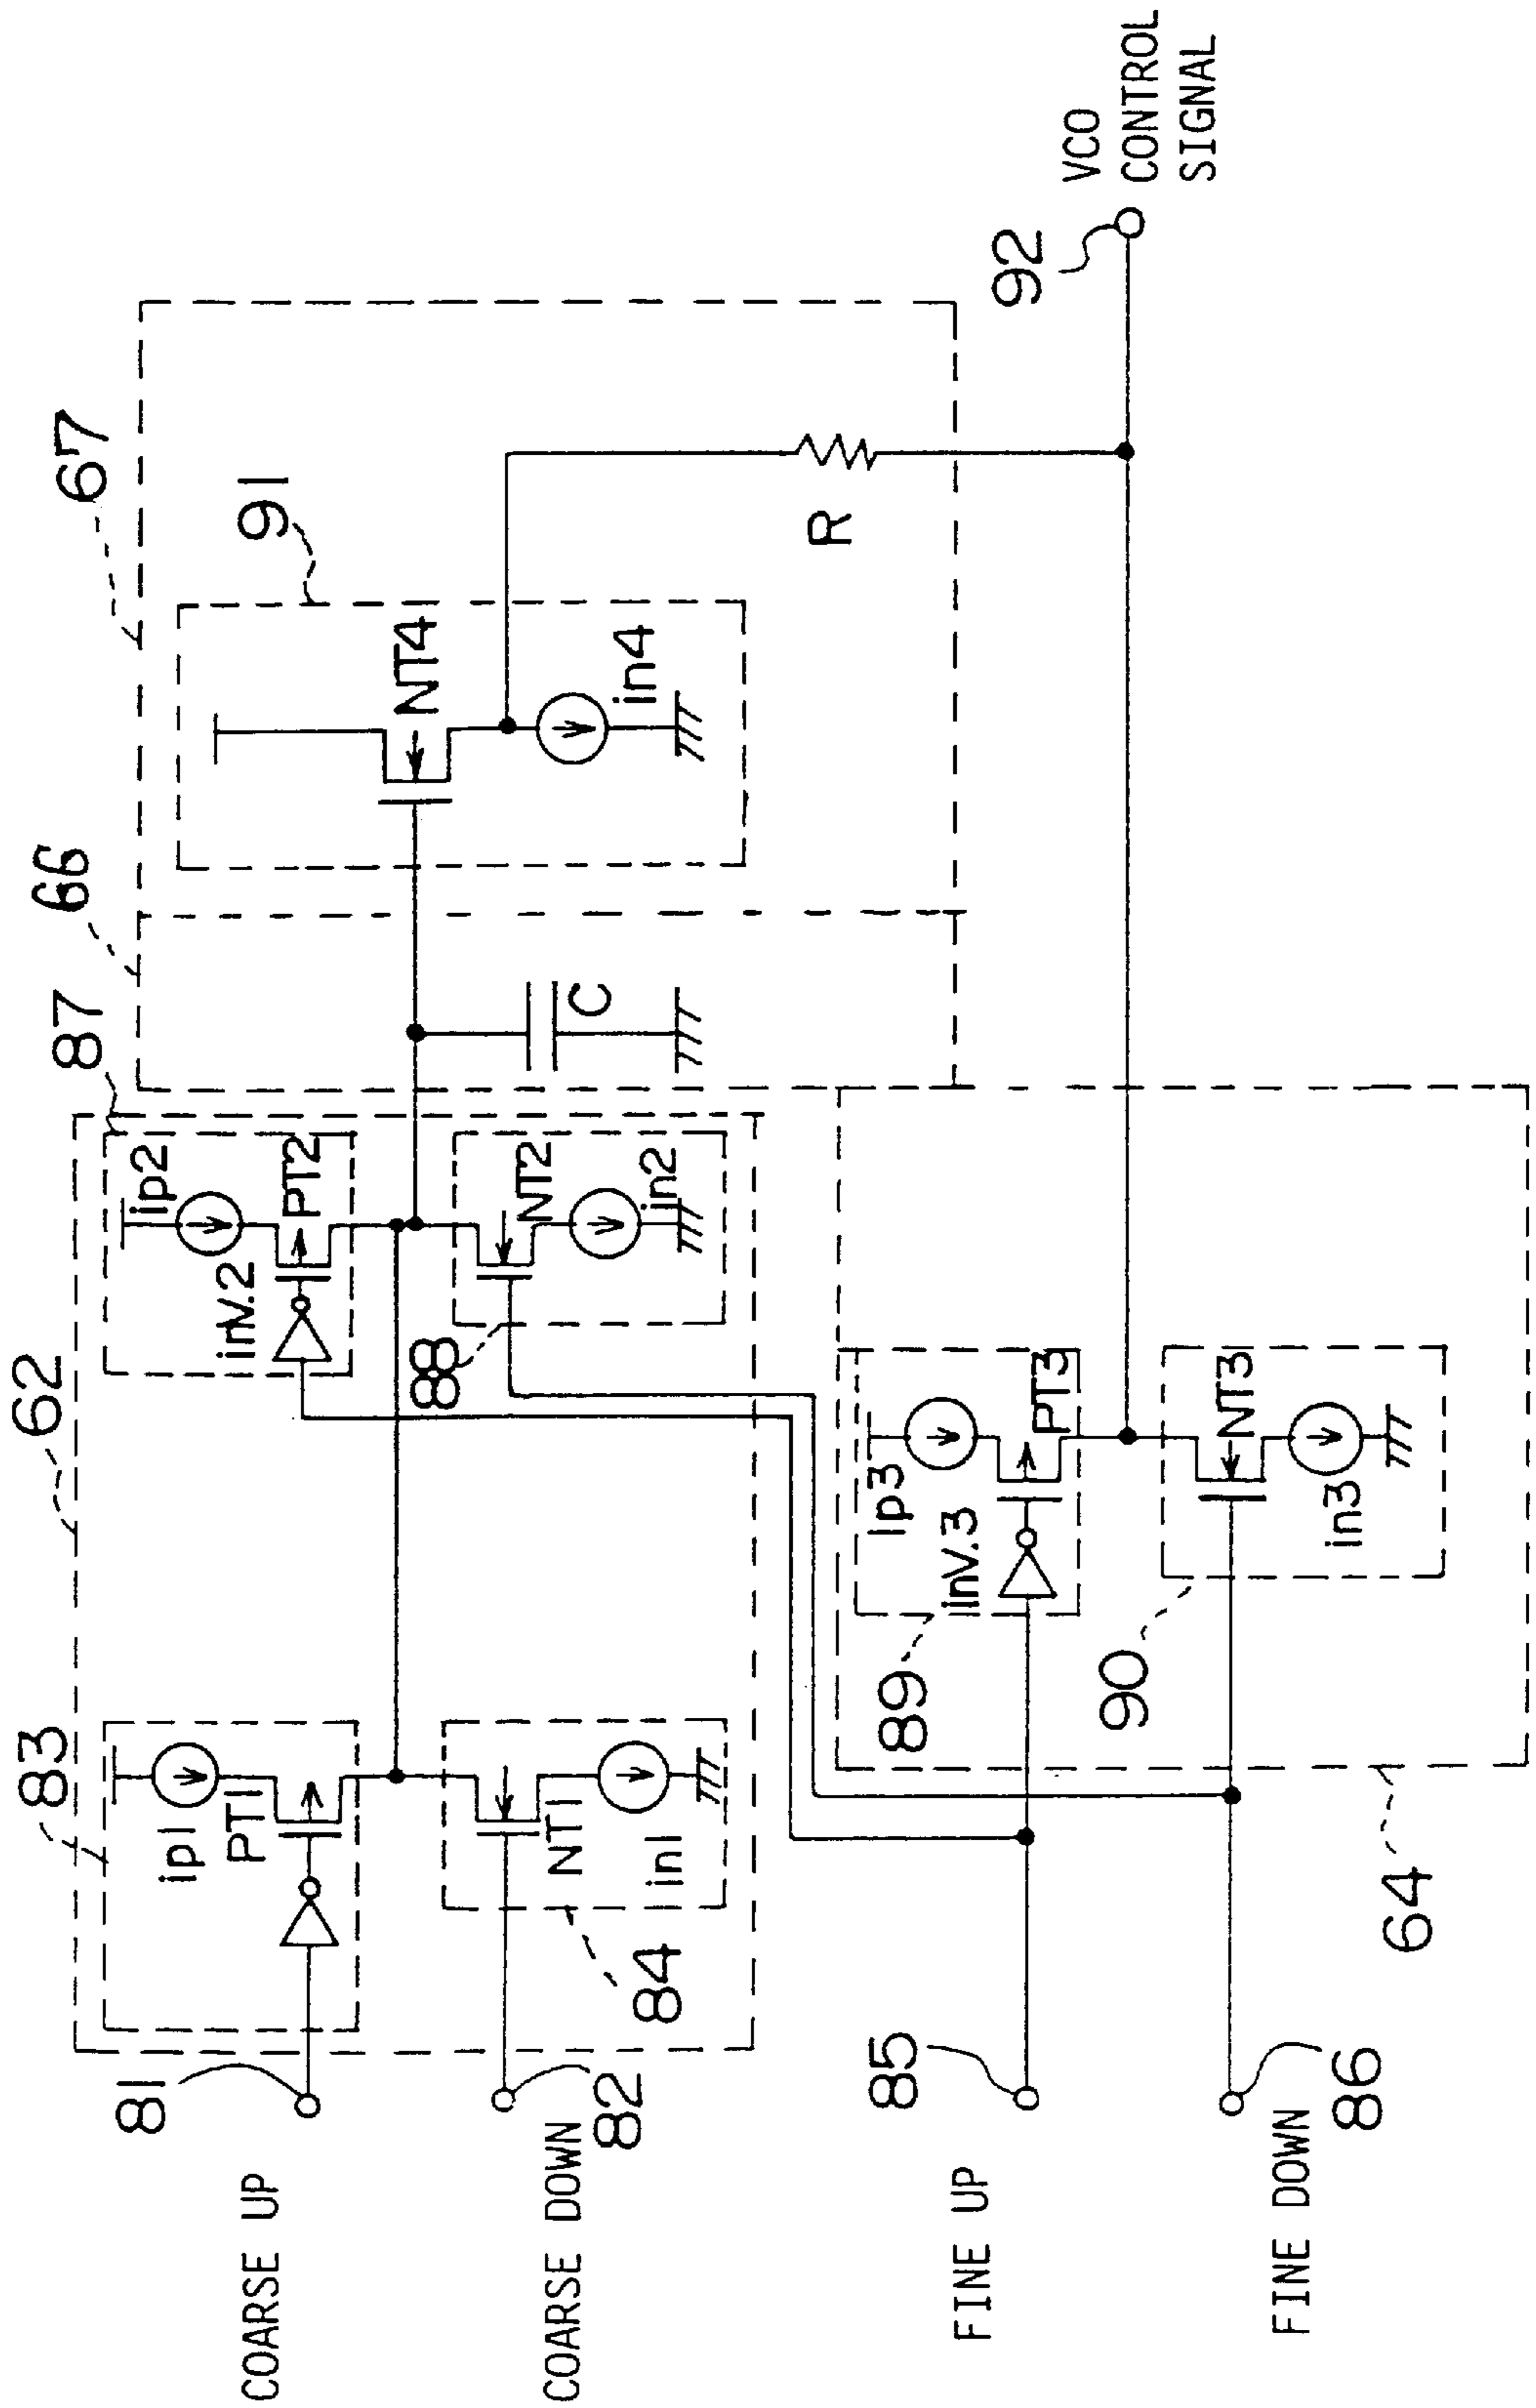 COARSE UP
COARSE DOWN
FINE UP
FINE DOWN
81
82
85
86
62
83
ip1
PT1
84
NT1
in1
87
ip2
inV.2
PT2
88
NT2
in2
64
89
Ip3
inV.3
PT3
90
NT3
in3
66
C
67
91
NT4
in4
R
92
VCO
CONTROL
SIGNAL